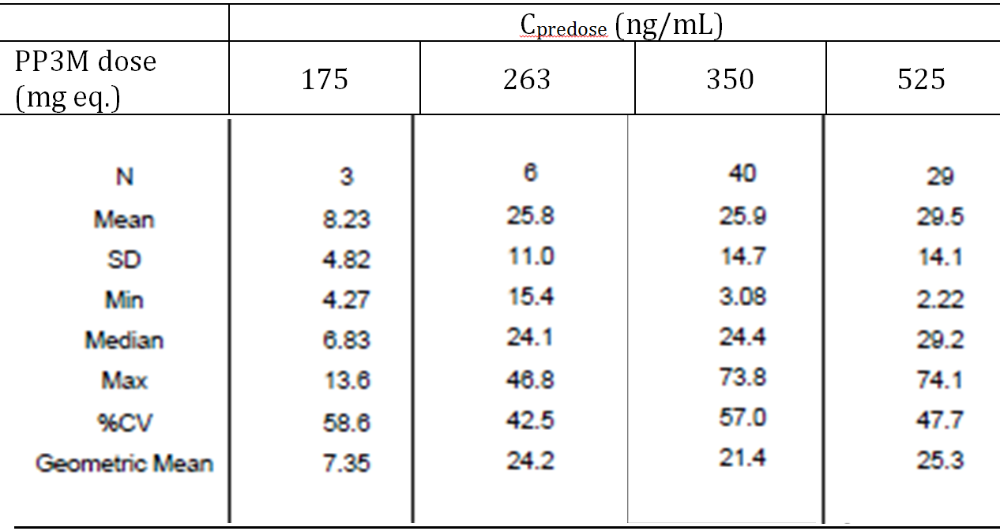 Cpredose (ng/mL)
PP3M dose
(mg eq.) 175 263 350 525
N 3 6 40 29
Mean 8.23 25.8 25.9 29.5
SD 4.82 11.0 14.7 14.1
Min 4.27 15.4 3.08 2.22
Median 6.83 24.1 24.4 29.2
Max 13.6 46.8 73.8 74.1
%CV 58.6 42.5 57.0 47.7
Geometric Mean 7.35 24.2 21.4 25.3